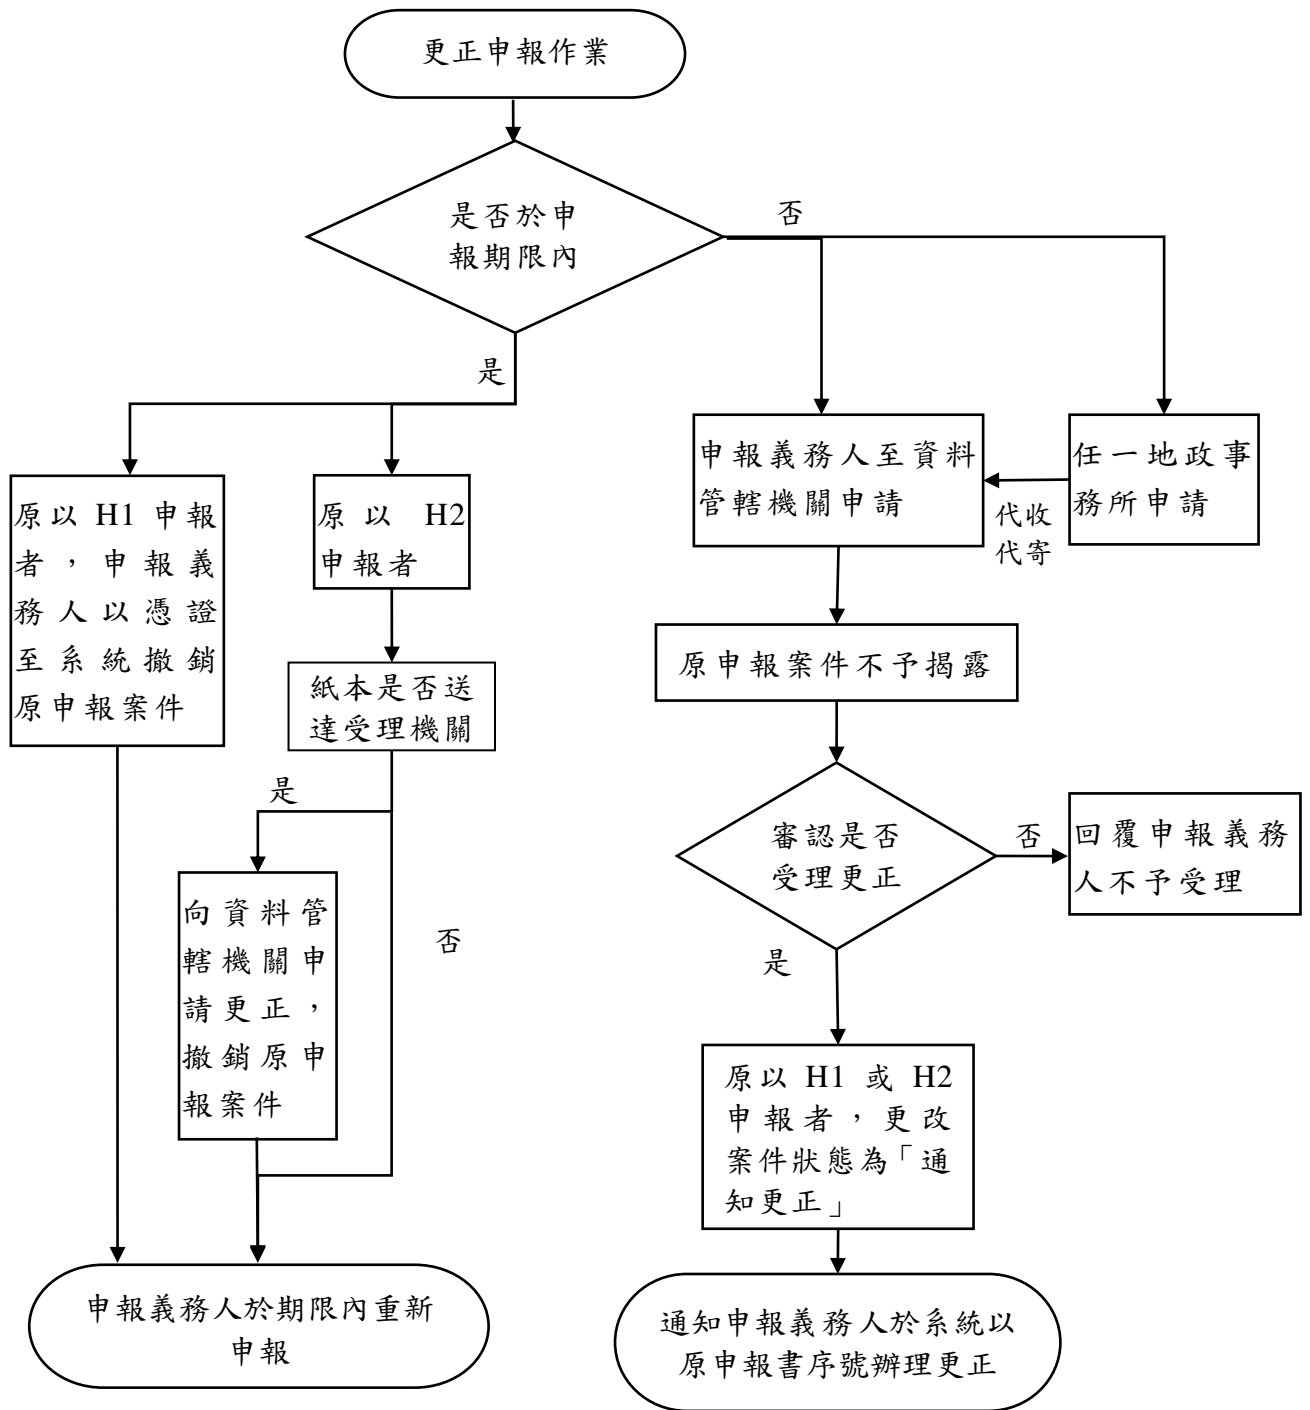 更正申報作業
是否於申
報期限內
否
是
原以 H1 申報
者，申報義
務人以憑證
至系統撤銷
原申報案件
原以 H2
申報者
紙本是否送
達受理機關
是
否
向資料管
轄機關申
請更正，
撤銷原申
報案件
申報義務人於期限內重新
申報
申報義務人至資料
管轄機關申請
任一地政事
務所申請
代收
代寄
原申報案件不予揭露
審認是否
受理更正
否
回覆申報義務
人不予受理
是
原以 H1 或 H2
申報者，更改
案件狀態為「通
知更正」
通知申報義務人於系統以
原申報書序號辦理更正